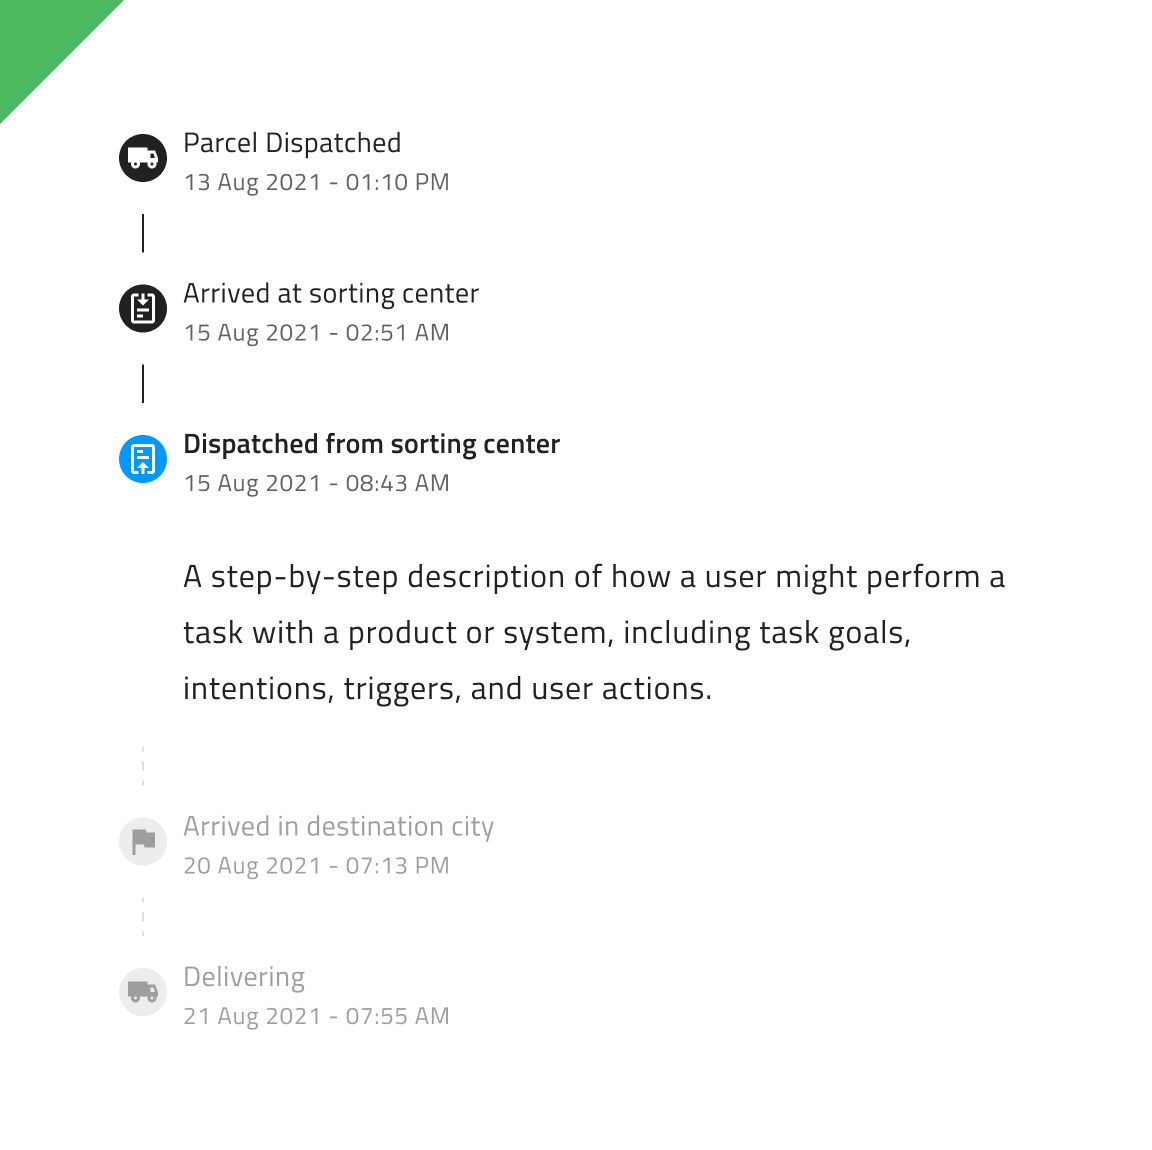 Parcel Dispatched
13 Aug 2021 - 01:10 PM
Arrived at sorting center
15 Aug 2021 - 02:51 AM
Dispatched from sorting center
15 Aug 2021 - 08:43 AM
A step-by-step description of how a user might perform a
task with a product or system, including task goals,
intentions, triggers, and user actions.
Arrived in destination city
20 Aug 2021 - 07:13 PM
Delivering
21 Aug 2021 - 07:55 AM